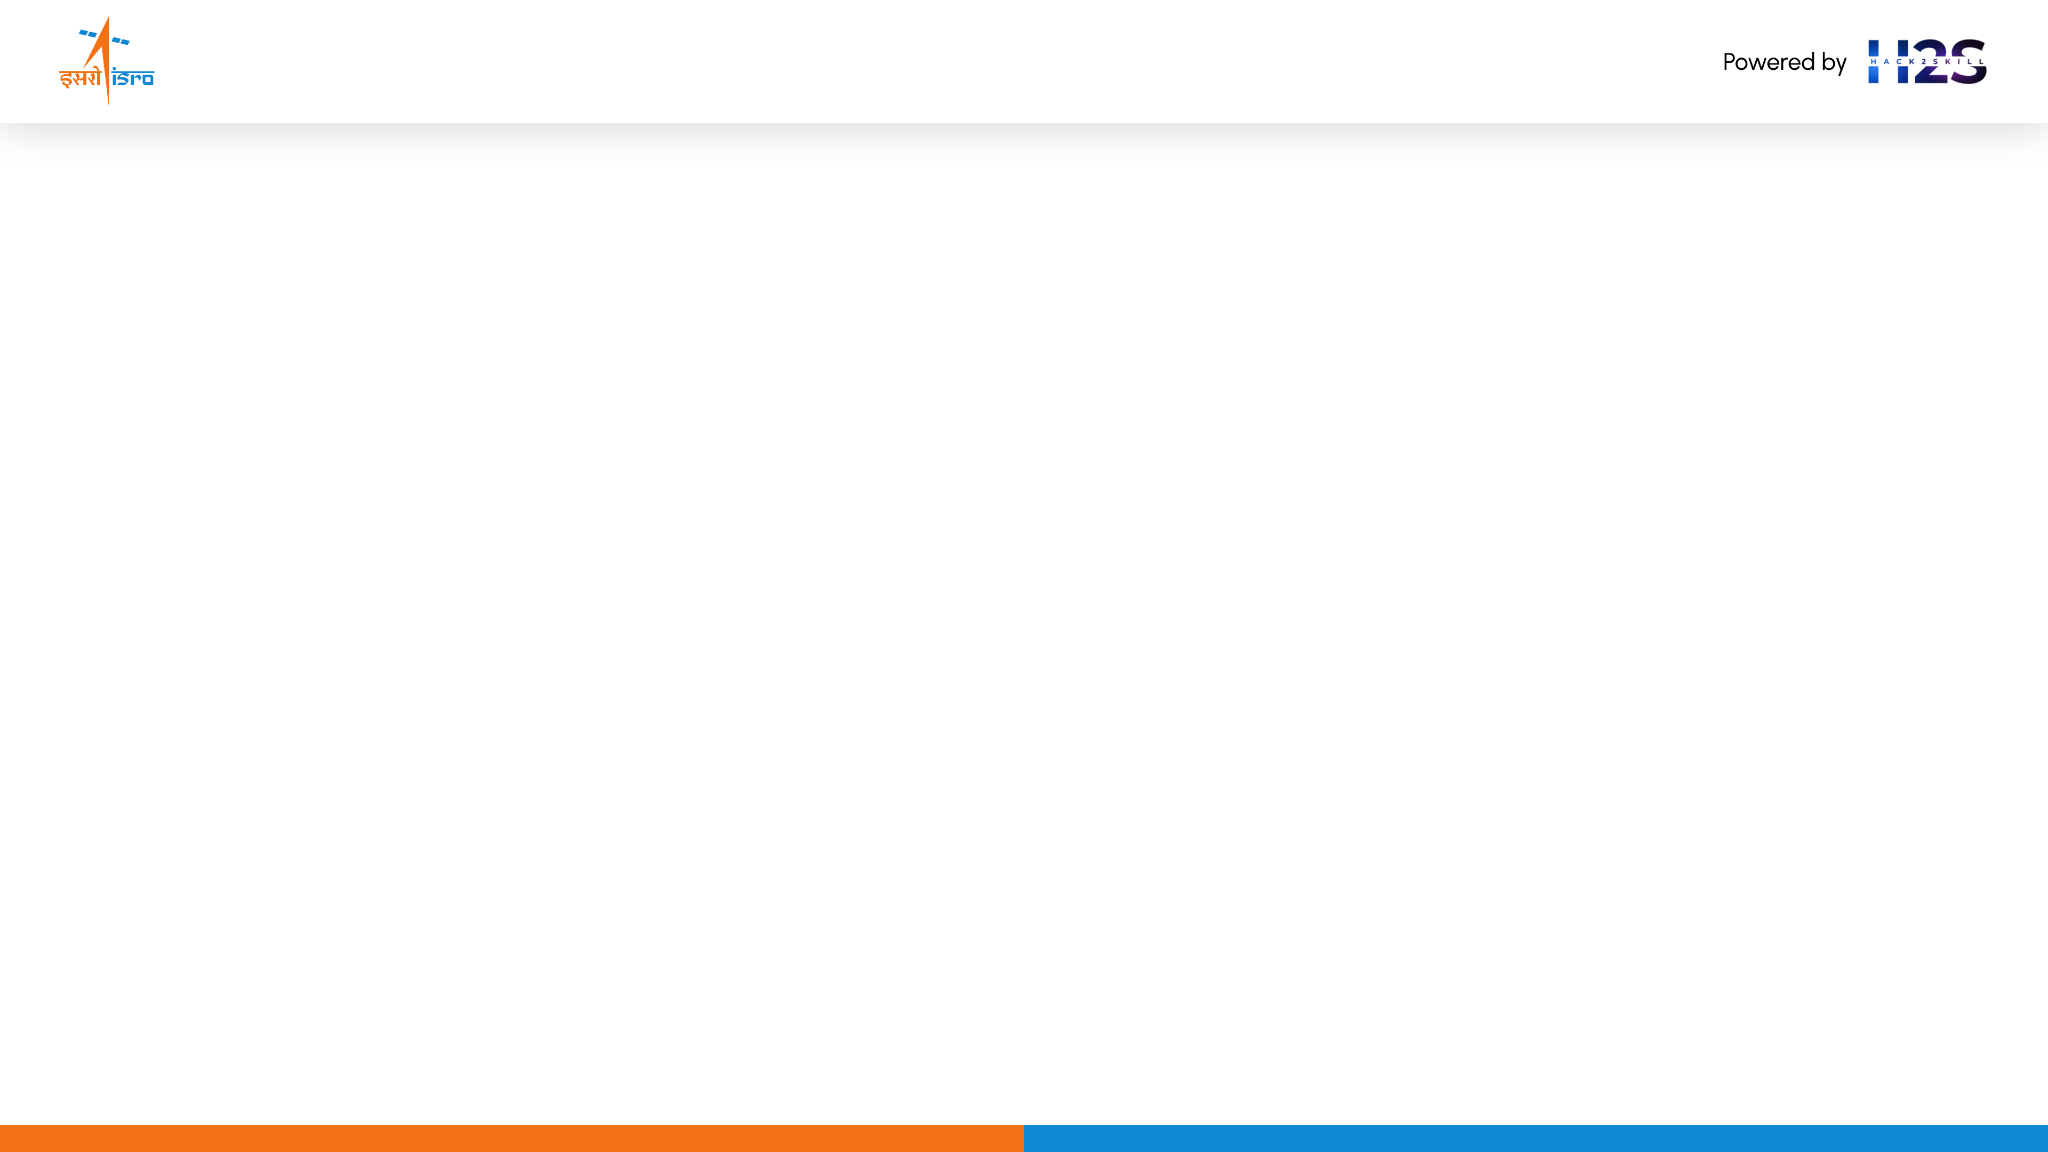 इसरो isro
Powered by H2S
HACK2SKILL